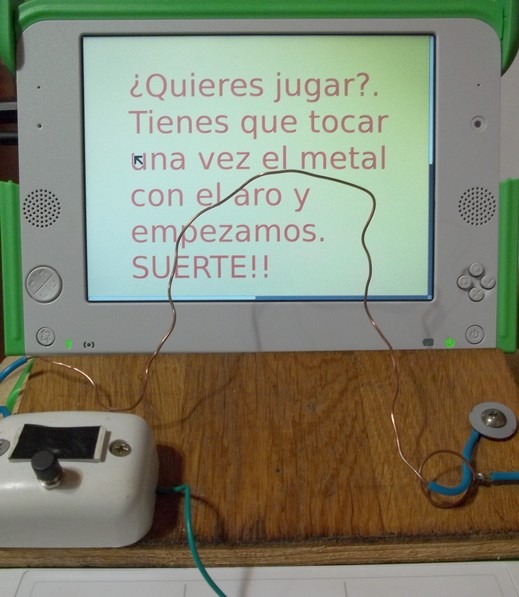 ¿Quieres jugar?.
Tienes que tocar
una vez el metal
con el aro y
empezamos.
SUERTE!!